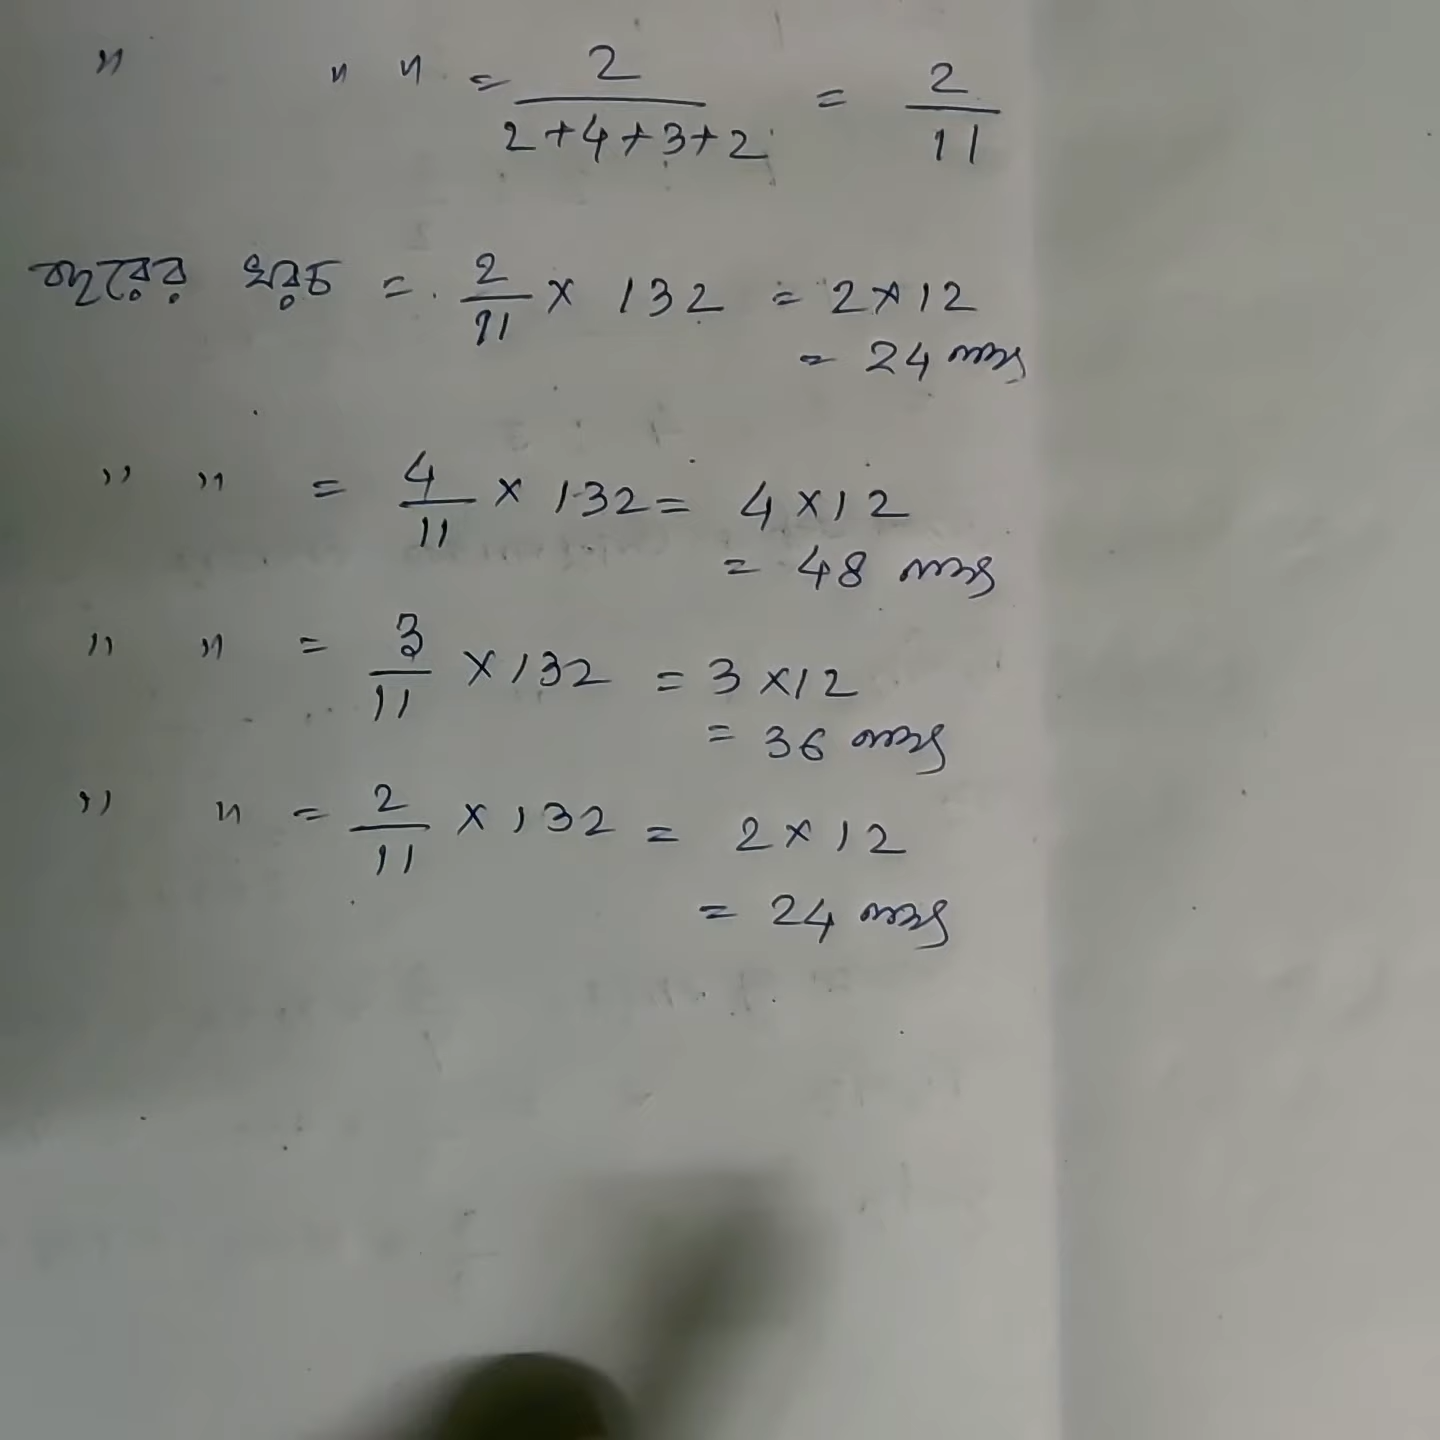 " " " = 2 / 2+4+3+2 = 2/11
= 2/11 × 132 = 2×12
= 24
" " = 4/11 × 132 = 4×12
= 48
" " = 3/11 ×132 = 3×12
= 36
" " = 2/11 × 132 = 2×12
= 24